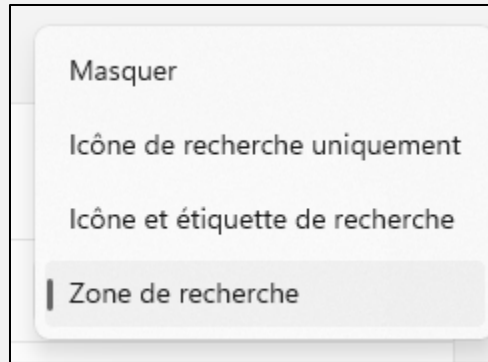 Masquer
Icône de recherche uniquement
Icône et étiquette de recherche
Zone de recherche